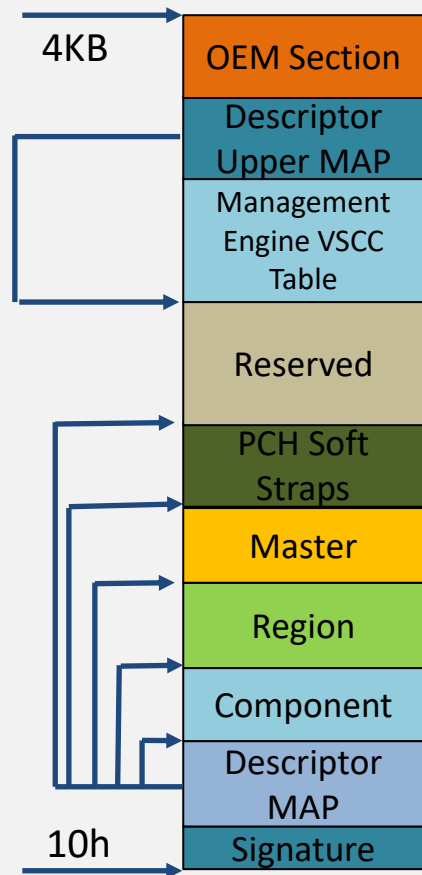 4KB
OEM Section
Descriptor
Upper MAP
Management
Engine VSCC
Table
Reserved
PCH Soft
Straps
Master
Region
Component
Descriptor
MAP
10h
Signature